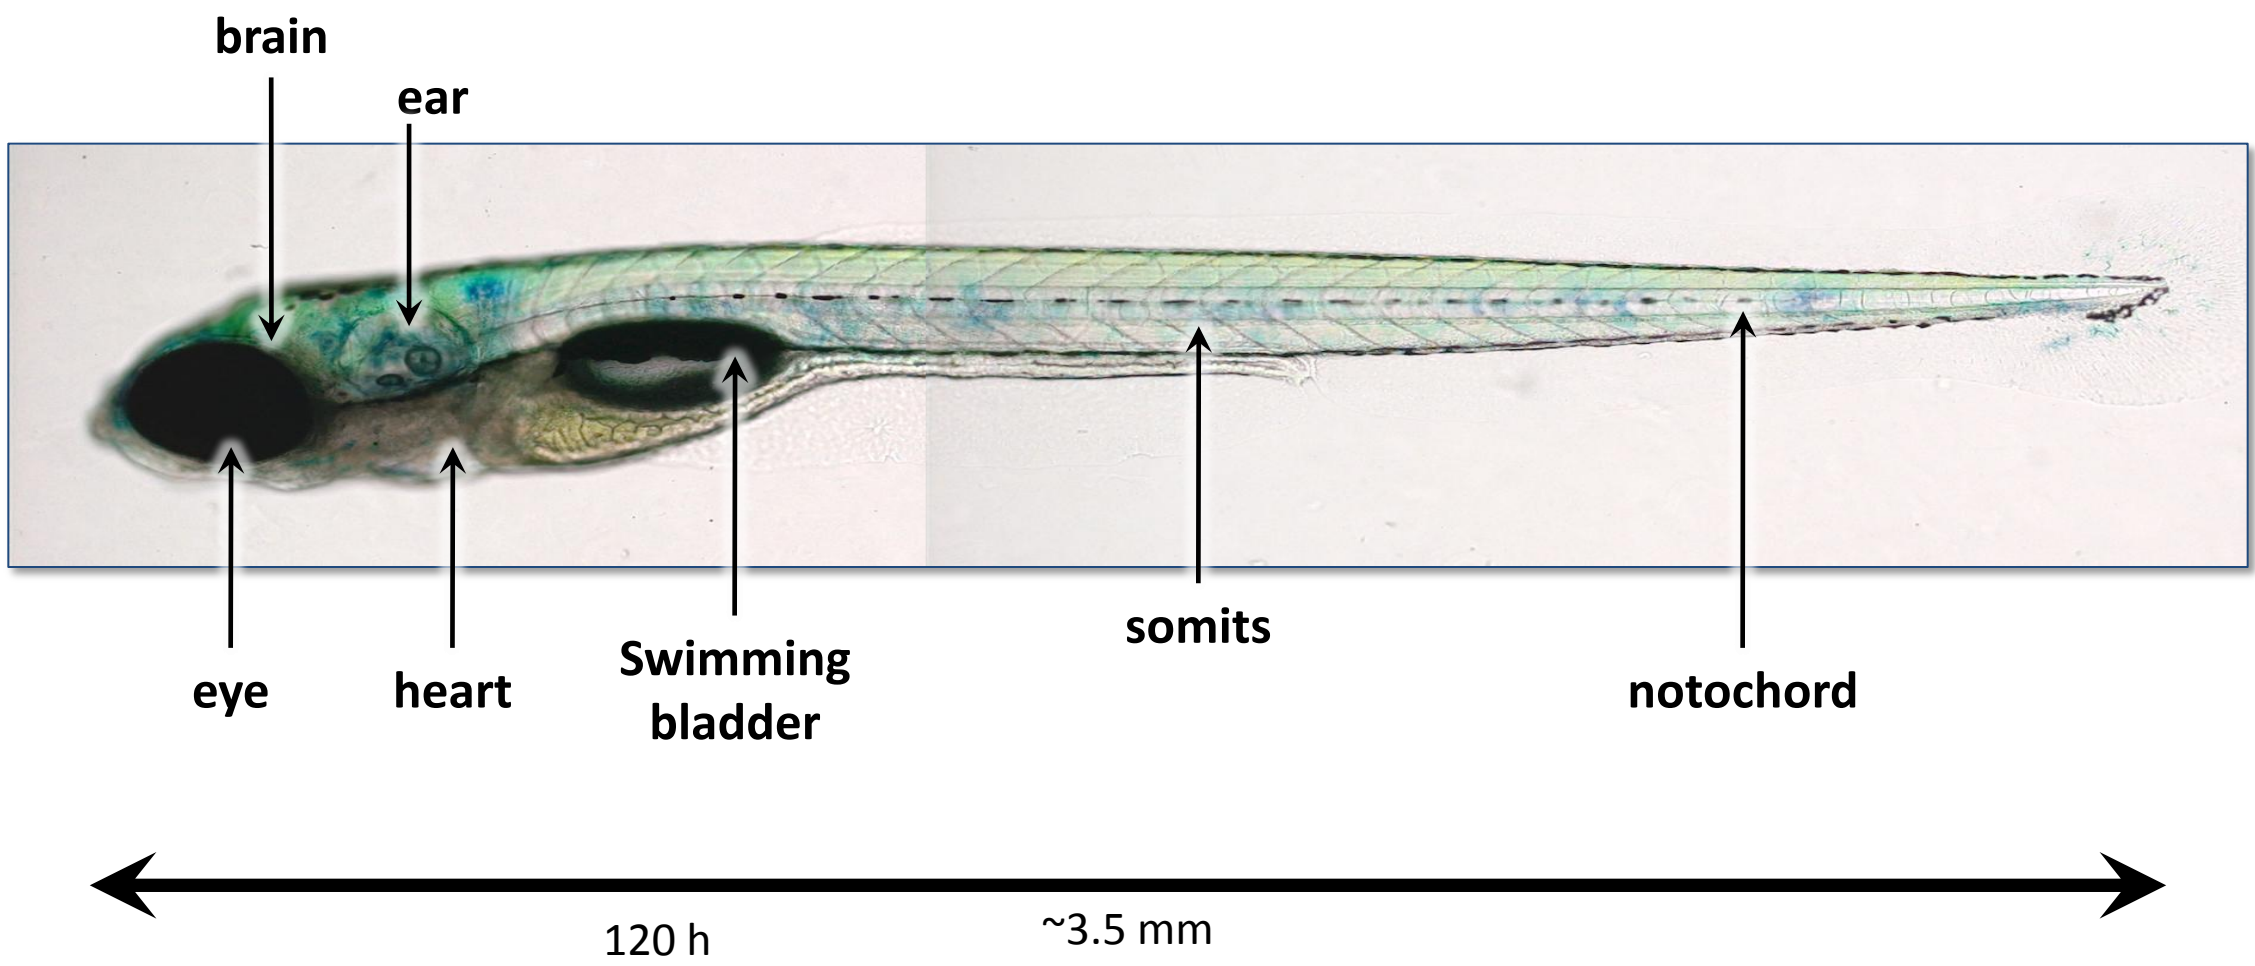 brain
ear
eye
heart
Swimming
bladder
somits
notochord
120 h
~3.5 mm